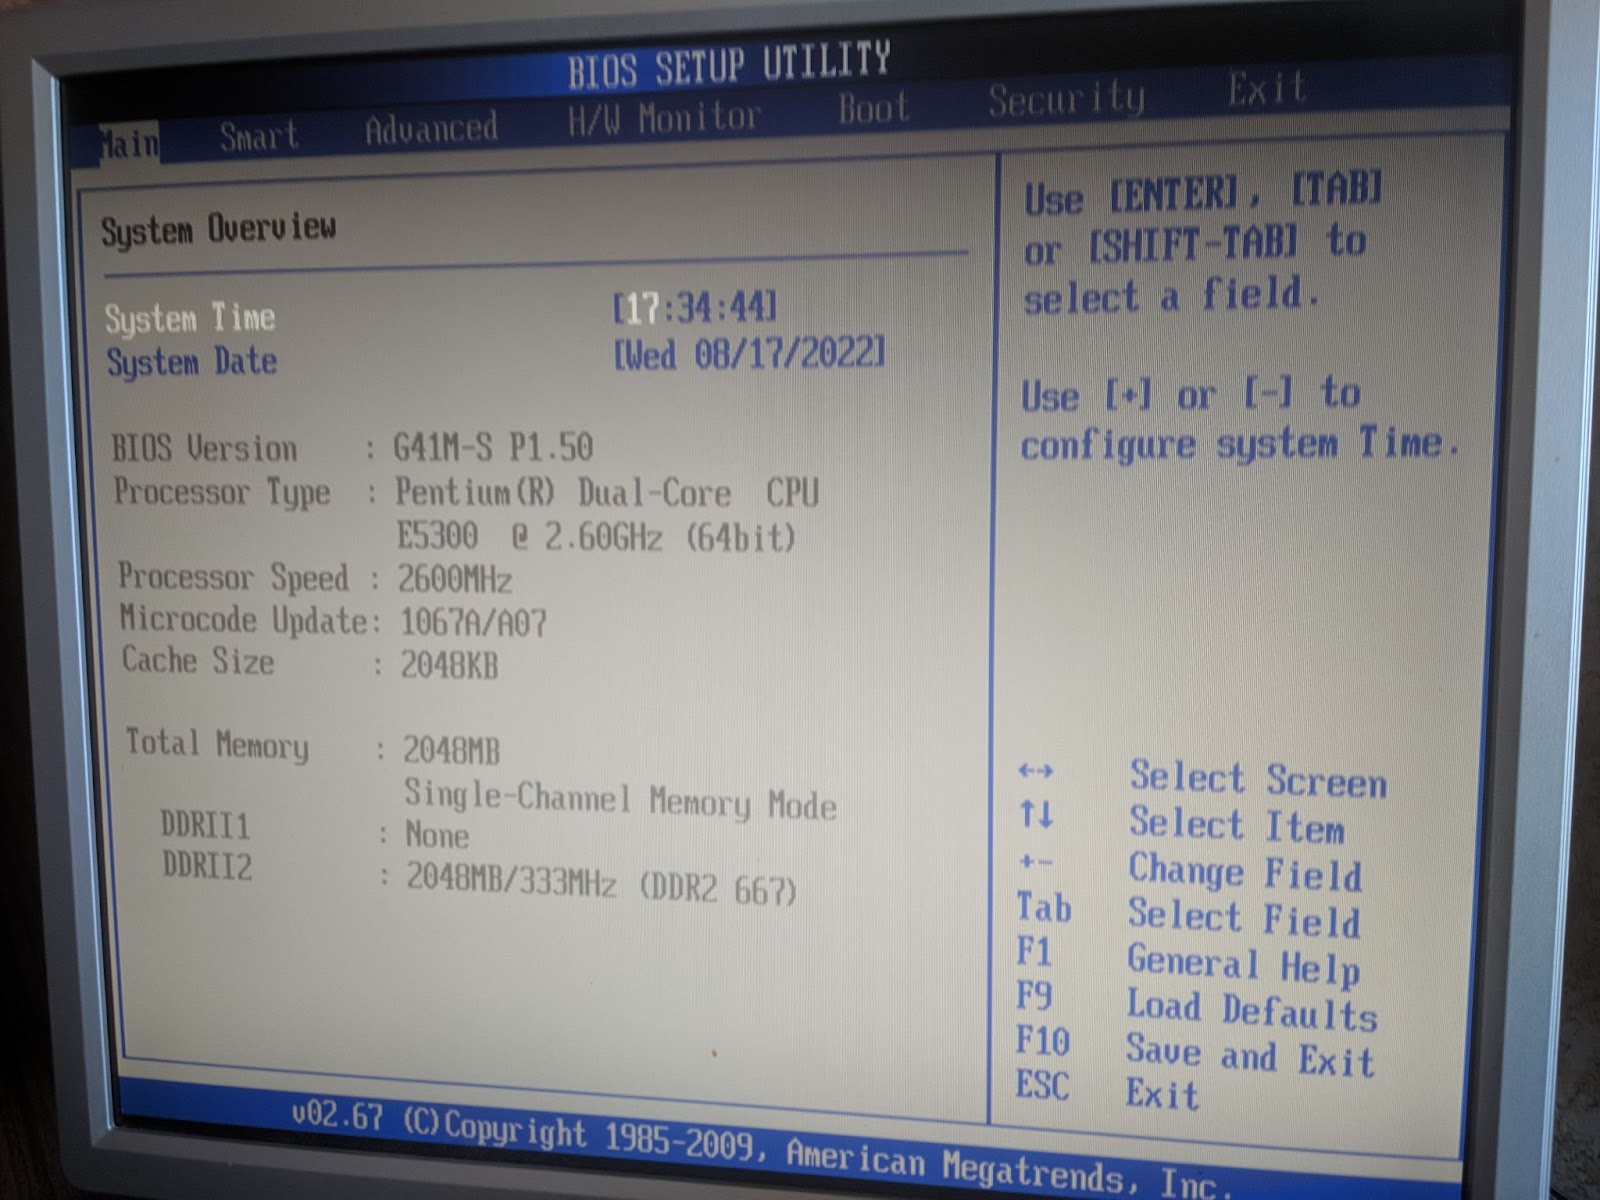 BIOS SETUP UTILITY
Main Smart Advanced H/W Monitor Boot Security Exit
System Overview
System Time [17:34:44]
System Date [Wed 08/17/2022]
BIOS Version : G41M-S P1.50
Processor Type : Pentium(R) Dual-Core CPU
E5300 @ 2.60GHz (64bit)
Processor Speed : 2600MHz
Microcode Update: 1067A/A07
Cache Size : 2048KB
Total Memory : 2048MB
Single-Channel Memory Mode
DDRII1 : None
DDRII2 : 2048MB/333MHz (DDR2 667)
Use [ENTER], [TAB]
or [SHIFT-TAB] to
select a field.
Use [+] or [-] to
configure system Time.
←→ Select Screen
↑↓ Select Item
+- Change Field
Tab Select Field
F1 General Help
F9 Load Defaults
F10 Save and Exit
ESC Exit
v02.67 (C)Copyright 1985-2009, American Megatrends, Inc.